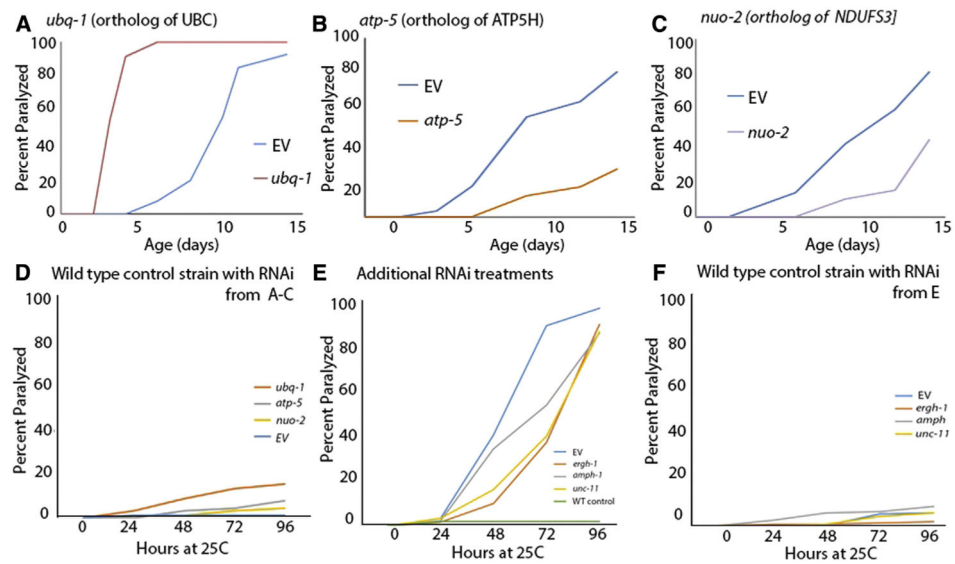 A ubq-1 (ortholog of UBC)
Percent Paralyzed
100
80
60
40
20
0
0 5 10 15
Age (days)
EV
ubq-1
B atp-5 (ortholog of ATP5H)
Percent Paralyzed
100
80
60
40
20
0 5 10 15
Age (days)
EV
atp-5
C nuo-2 (ortholog of NDUFS3]
Percent Paralyzed
100
80
60
40
20
0
0 5 10 15
Age (days)
EV
nuo-2
D Wild type control strain with RNAi
from A-C
Percent Paralyzed
100
80
60
40
20
0
0 24 48 72 96
Hours at 25C
ubq-1
atp-5
nuo-2
EV
E Additional RNAi treatments
Percent Paralyzed
100
80
60
40
20
0
0 24 48 72 96
Hours at 25C
EV
ergh-1
amph-1
unc-11
WT control
F Wild type control strain with RNAi
from E
Percent Paralyzed
100
80
60
40
20
0
0 24 48 72 96
Hours at 25C
EV
ergh-1
amph
unc-11